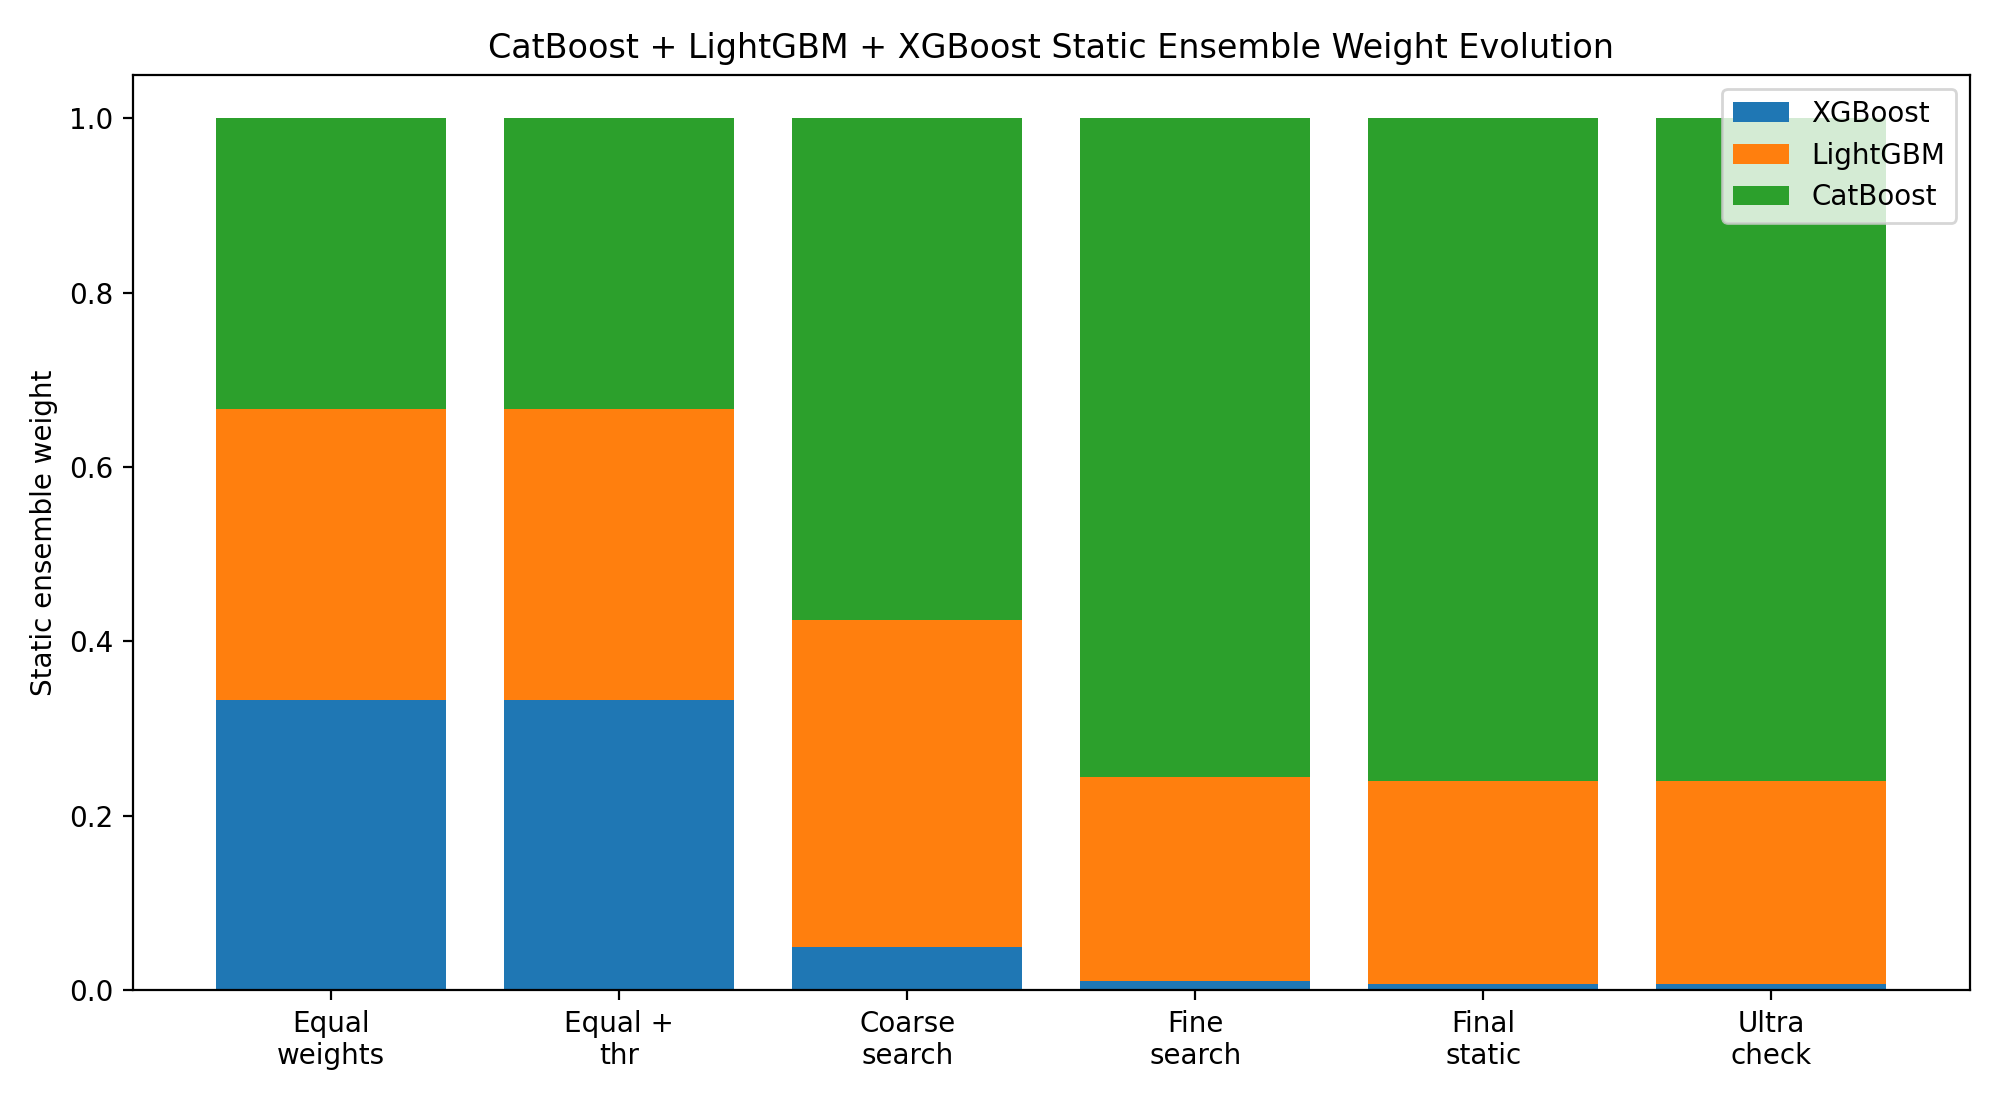 CatBoost + LightGBM + XGBoost Static Ensemble Weight Evolution
XGBoost
LightGBM
CatBoost
Static ensemble weight
1.0
0.8
0.6
0.4
0.2
0.0
Equal
weights
Equal +
thr
Coarse
search
Fine
search
Final
static
Ultra
check